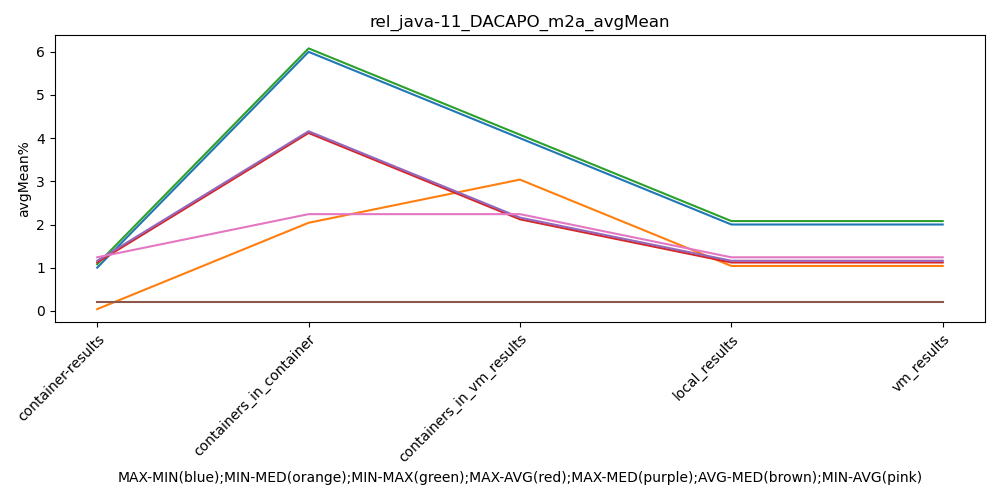 rel_java-11_DACAPO_m2a_avgMean
avgMean%
6
5
4
3
2
1
0
container-results
containers_in_container
containers_in_vm_results
local_results
vm_results
MAX-MIN(blue);MIN-MED(orange);MIN-MAX(green);MAX-AVG(red);MAX-MED(purple);AVG-MED(brown);MIN-AVG(pink)